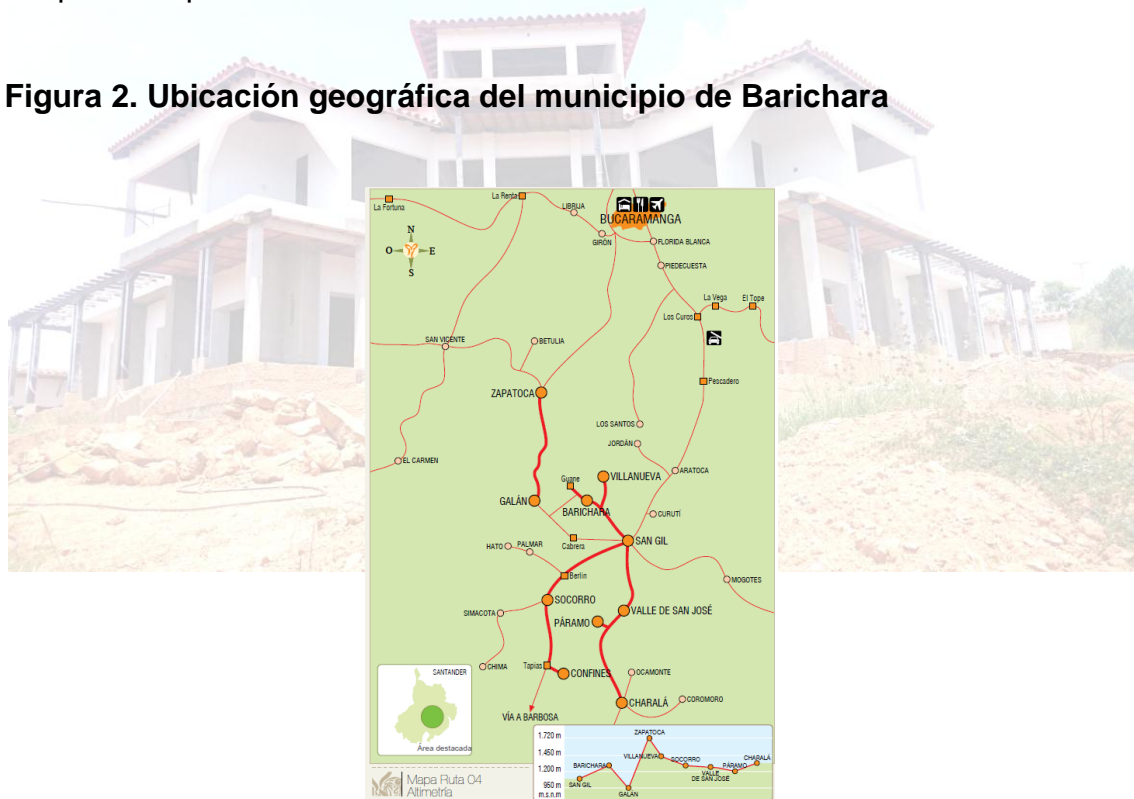 Figura 2. Ubicación geográfica del municipio de Barichara
La Fortuna
La Renta
LIBRIJA
BUCARAMANGA
GIRÓN
FLORIDA BLANCA
N
O
E
S
PIEDECUESTA
La Vega
El Tope
Los Curos
SAN VICENTE
BETULIA
Pescadero
ZAPATOCA
LOS SANTOS
JORDÁN
EL CARMEN
ARATOCA
Guane
VILLANUEVA
GALÁN
BARICHARA
CURUTÍ
HATO
PALMAR
Cabrera
SAN GIL
Berlín
MOGOTES
SOCORRO
SIMACOTA
VALLE DE SAN JOSÉ
PÁRAMO
CHIMA
Tapias
CONFINES
OCAMONTE
SANTANDER
CHARALÁ
COROMORO
VÍA A BARBOSA
Área destacada
1.720 m
1.450 m
1.200 m
950 m
m.s.n.m
SAN GIL
BARICHARA
GALÁN
ZAPATOCA
VILLANUEVA
SOCORRO
VALLE
DE SAN JOSÉ
PÁRAMO
CHARALÁ
Mapa Ruta 04
Altimetría